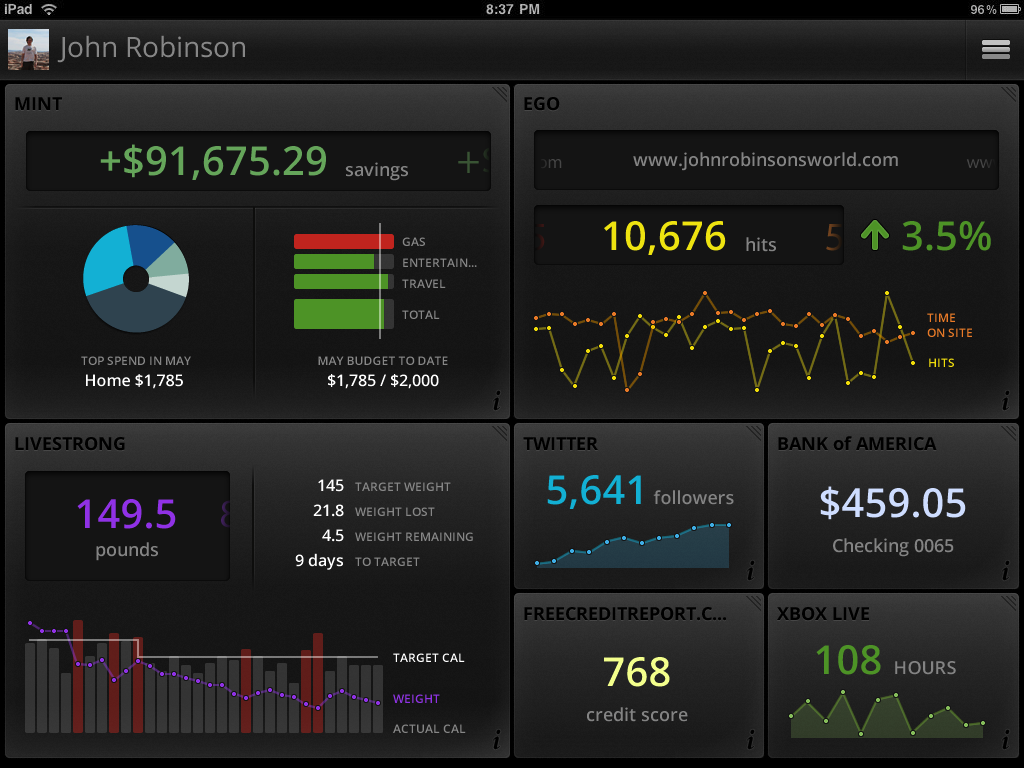 iPad
8:37 PM
96%
John Robinson
MINT
+$91,675.29 savings
TOP SPEND IN MAY
Home $1,785
GAS
ENTERTAIN...
TRAVEL
TOTAL
MAY BUDGET TO DATE
$1,785 / $2,000
i
EGO
om
www.johnrobinsonsworld.com
ww
10,676 hits
5
3.5%
TIME
ON SITE
HITS
i
LIVESTRONG
149.5
pounds
145 TARGET WEIGHT
21.8 WEIGHT LOST
4.5 WEIGHT REMAINING
9 days TO TARGET
TARGET CAL
WEIGHT
ACTUAL CAL
i
TWITTER
5,641 followers
i
BANK of AMERICA
$459.05
Checking 0065
i
FREECREDITREPORT.C...
768
credit score
i
XBOX LIVE
108 HOURS
i